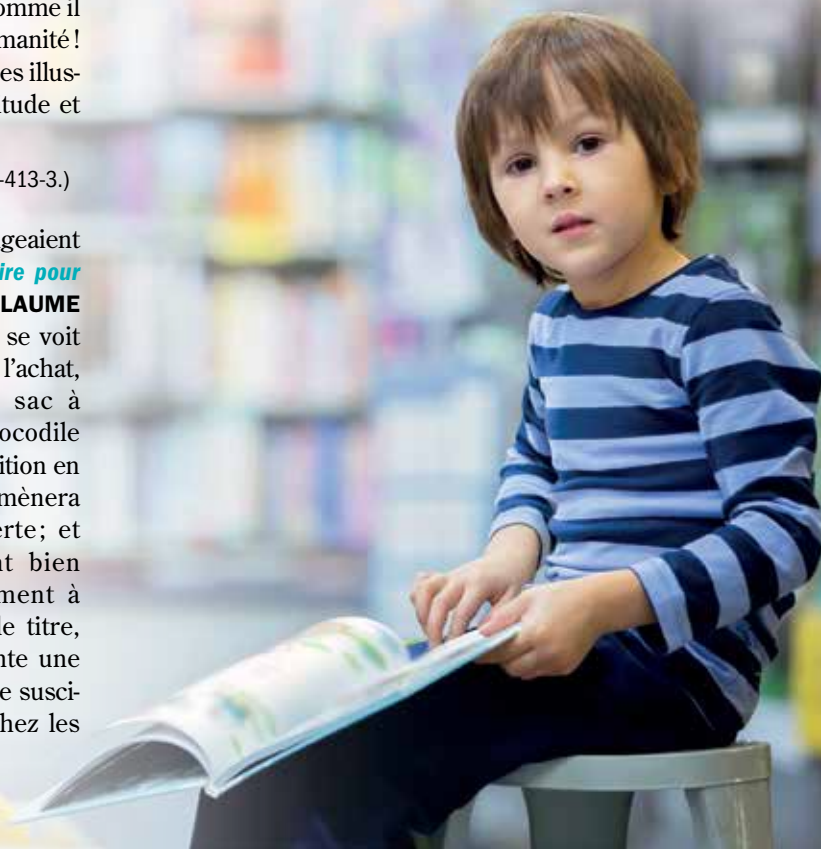 omme il
manité !
es illus-
tude et
-413-3.)
geaient
ire pour
LAUME
se voit
l'achat,
sac à
ocodile
ition en
mènera
erte ; et
t bien
ment à
le titre,
nte une
e susci-
hez les